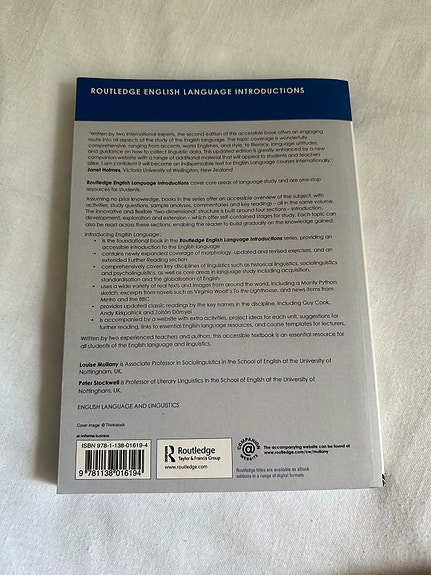 ROUTLEDGE ENGLISH LANGUAGE INTRODUCTIONS
'Written by two international experts, the second edition of this accessible book offers an engaging
route into all aspects of the study of the English language. The topic coverage is wonderfully
comprehensive, ranging from accents, world Englishes, and style, to literacy, language attitudes,
and guidance on how to collect linguistic data. This updated edition is greatly enhanced by a new
companion website with a range of additional material that will appeal to students and teachers
alike. I am confident it will become an indispensable text for English Language courses internationally.'
Janet Holmes, Victoria University of Wellington, New Zealand
Routledge English Language Introductions cover core areas of language study and are one-stop
resources for students.
Assuming no prior knowledge, books in the series offer an accessible overview of the subject, with
activities, study questions, sample analyses, commentaries and key readings – all in the same volume.
The innovative and flexible 'two-dimensional' structure is built around four sections – introduction,
development, exploration and extension – which offer self-contained stages for study. Each topic can
also be read across these sections, enabling the reader to build gradually on the knowledge gained.
Introducing English Language:
• is the foundational book in the Routledge English Language Introductions series, providing an
accessible introduction to the English language
• contains newly expanded coverage of morphology, updated and revised exercises, and an
extended Further Reading section
• comprehensively covers key disciplines of linguistics such as historical linguistics, sociolinguistics
and psycholinguistics, as well as core areas in language study including acquisition,
standardisation and the globalisation of English
• uses a wide variety of real texts and images from around the world, including a Monty Python
sketch, excerpts from novels such as Virginia Woolf's To the Lighthouse, and news items from
Metro and the BBC
• provides updated classic readings by the key names in the discipline, including Guy Cook,
Andy Kirkpatrick and Zoltán Dörnyei
• is accompanied by a website with extra activities, project ideas for each unit, suggestions for
further reading, links to essential English language resources, and course templates for lecturers.
Written by two experienced teachers and authors, this accessible textbook is an essential resource for
all students of the English language and linguistics.
Louise Mullany is Associate Professor in Sociolinguistics in the School of English at the University of
Nottingham, UK.
Peter Stockwell is Professor of Literary Linguistics in the School of English at the University of
Nottingham, UK.
ENGLISH LANGUAGE AND LINGUISTICS
Cover image: © Thinkstock
an informa business
ISBN 978-1-138-01619-4
9 781138 016194
R
Routledge
Taylor & Francis Group
www.routledge.com
COMPANION
@
WEBSITE
The accompanying website can be found at
www.routledge.com/cw/mullany
Routledge titles are available as eBook
editions in a range of digital formats